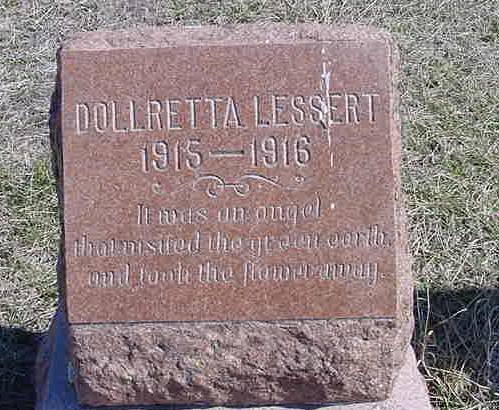 DOLLRETTA LESSERT
1915—1916
It was an angel
that visited the green earth,
and took the flower away.